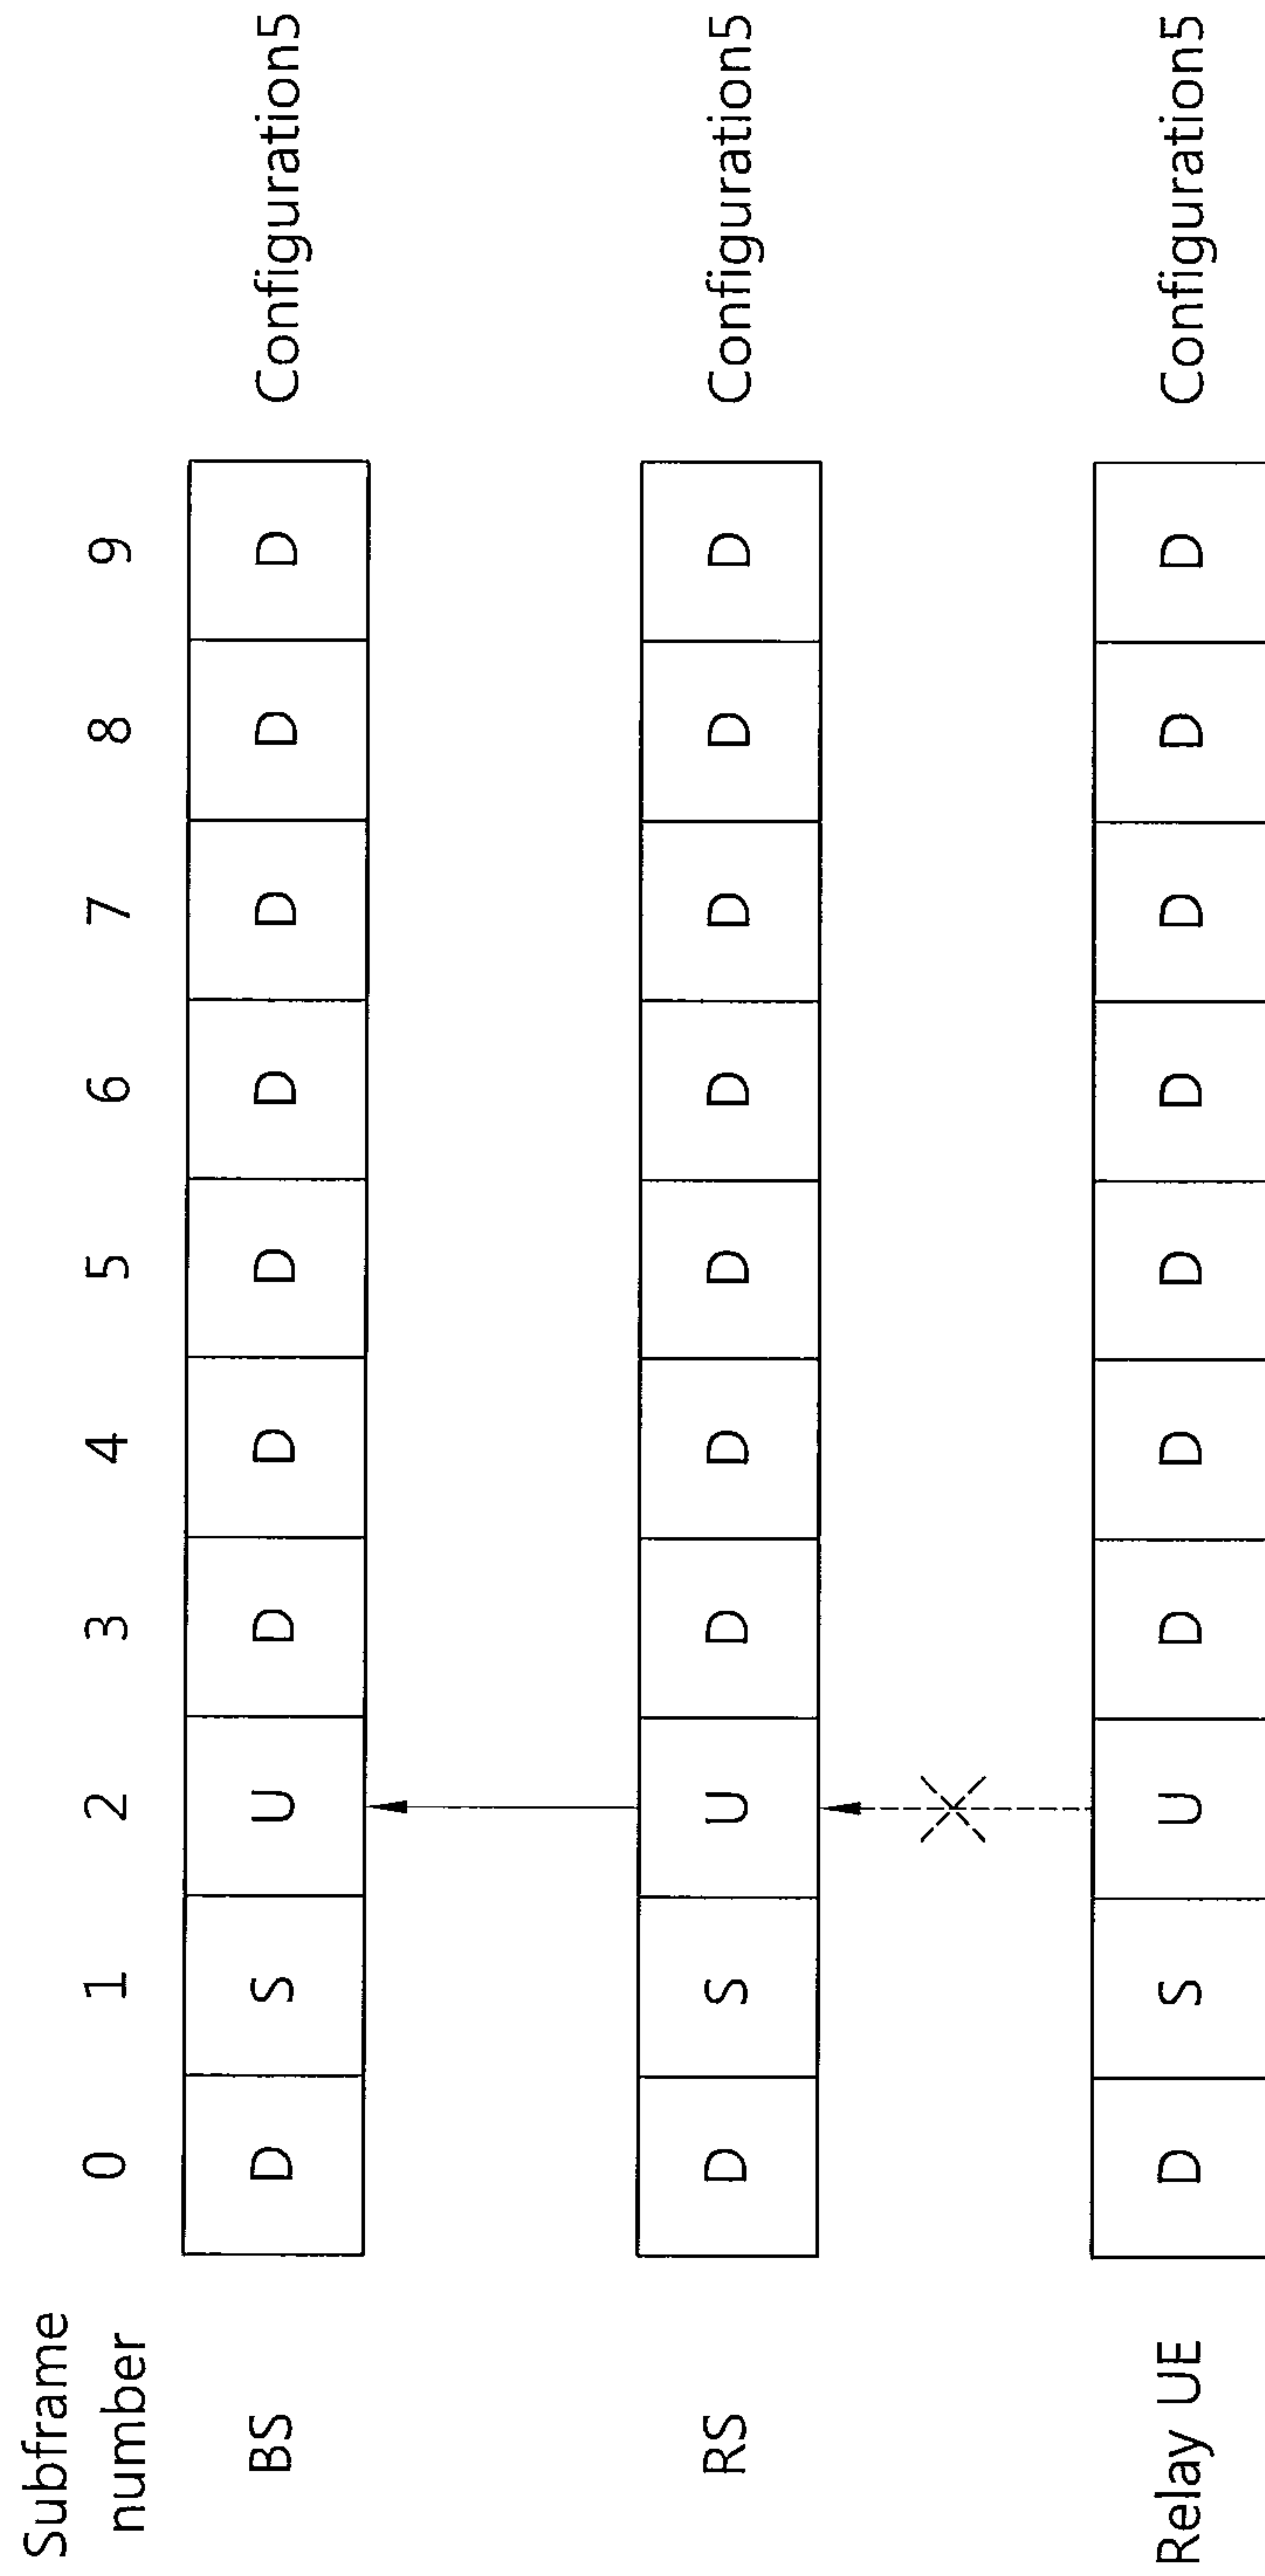 Subframe
number 0 1 2 3 4 5 6 7 8 9
BS D S U D D D D D D D Configuration5
RS D S U D D D D D D D Configuration5
Relay UE D S U D D D D D D D Configuration5